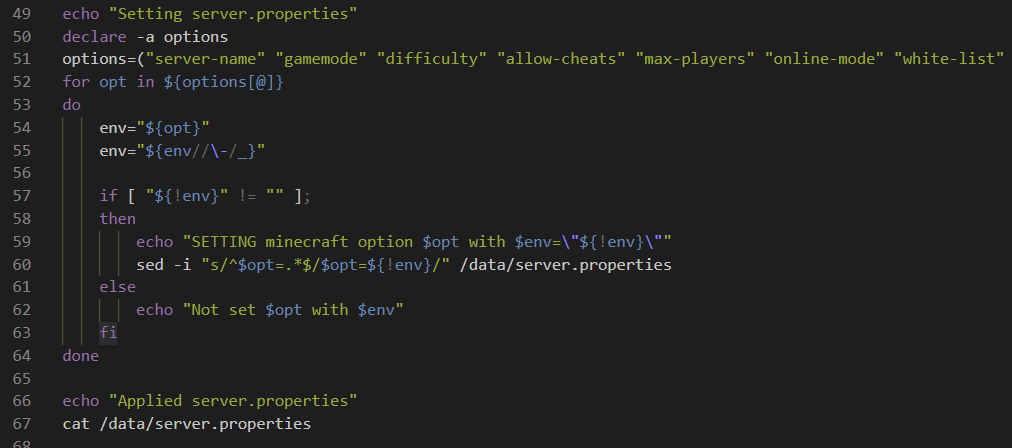 49 echo "Setting server.properties"
50 declare -a options
51 options=("server-name" "gamemode" "difficulty" "allow-cheats" "max-players" "online-mode" "white-list"
52 for opt in ${options[@]}
53 do
54 env="${opt}"
55 env="${env//\-/_}"
56
57 if [ "${!env}" != "" ];
58 then
59 echo "SETTING minecraft option $opt with $env=\"${!env}\""
60 sed -i "s/^$opt=.*$/$opt=${!env}/" /data/server.properties
61 else
62 echo "Not set $opt with $env"
63 fi
64 done
65
66 echo "Applied server.properties"
67 cat /data/server.properties
68